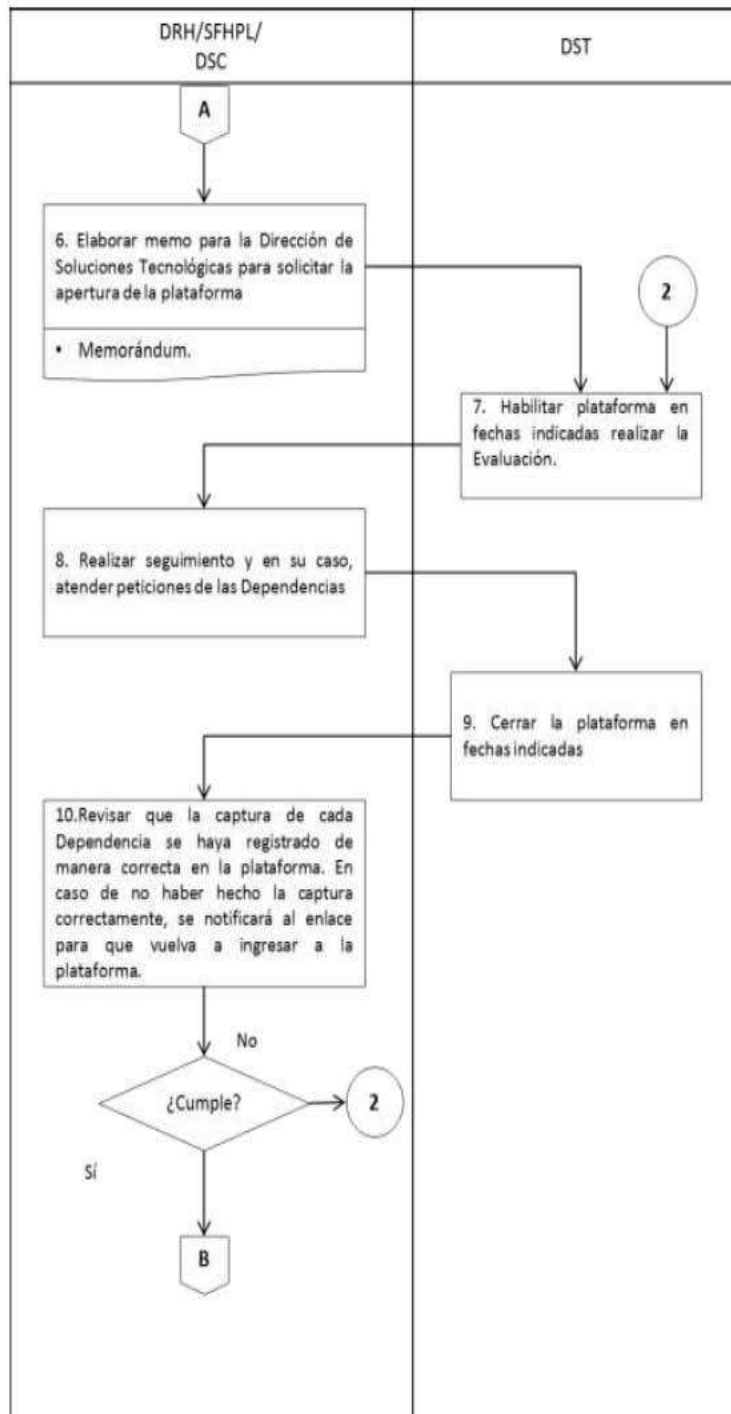 DRH/SFHPL/
DSC
DST
A
6. Elaborar memo para la Dirección de
Soluciones Tecnológicas para solicitar la
apertura de la plataforma
• Memorándum.
2
7. Habilitar plataforma en
fechas indicadas realizar la
Evaluación.
8. Realizar seguimiento y en su caso,
atender peticiones de las Dependencias
9. Cerrar la plataforma en
fechas indicadas
10.Revisar que la captura de cada
Dependencia se haya registrado de
manera correcta en la plataforma. En
caso de no haber hecho la captura
correctamente, se notificará al enlace
para que vuelva a ingresar a la
plataforma.
No
¿Cumple?
2
Sí
B